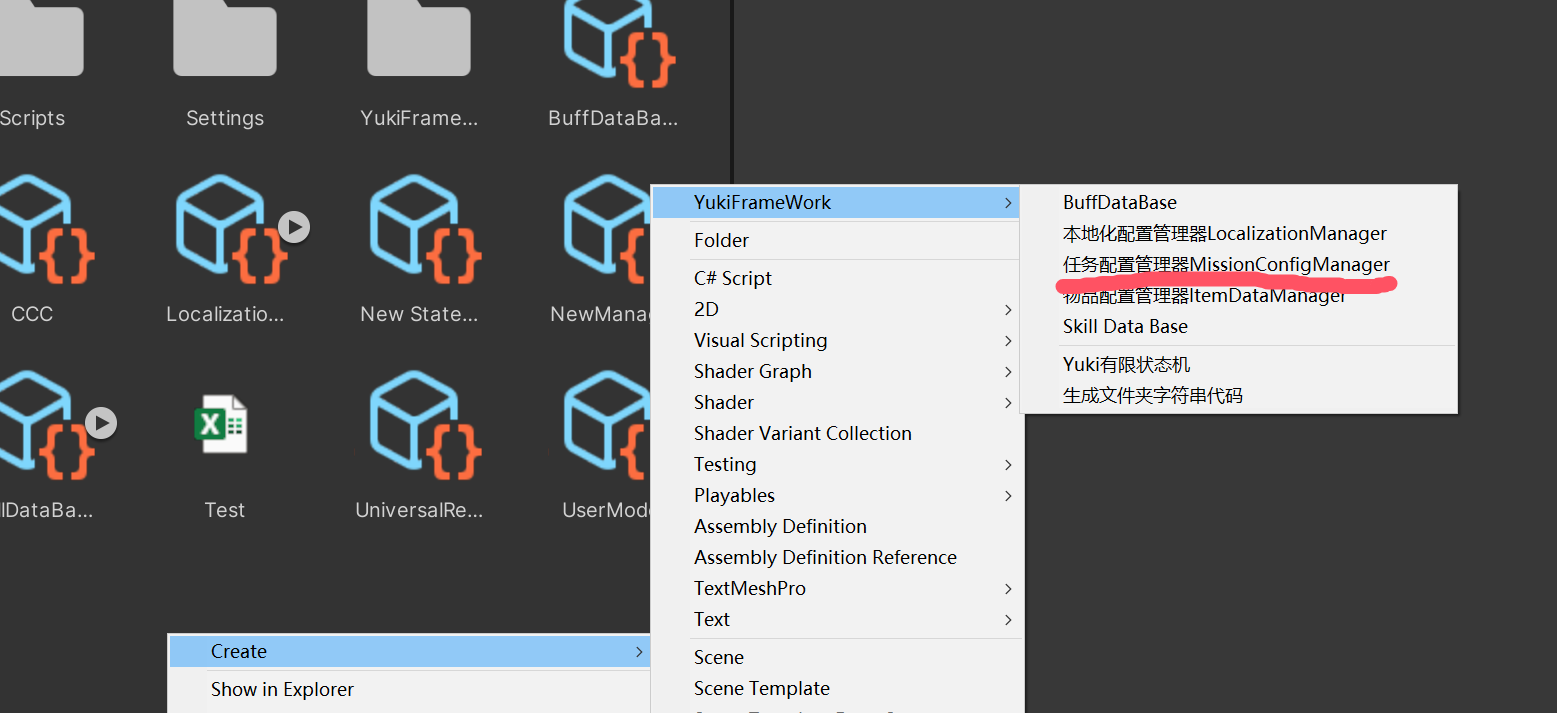 Scripts
Settings
YukiFrame...
BuffDataBa...
CCC
Localizatio...
New State...
NewMana
lDataBa...
Test
UniversalRe...
UserMod
Create
Show in Explorer
YukiFrameWork
Folder
C# Script
2D
Visual Scripting
Shader Graph
Shader
Shader Variant Collection
Testing
Playables
Assembly Definition
Assembly Definition Reference
TextMeshPro
Text
Scene
Scene Template
BuffDataBase
本地化配置管理器LocalizationManager
任务配置管理器MissionConfigManager
物品配置管理器ItemDataManager
Skill Data Base
Yuki有限状态机
生成文件夹字符串代码